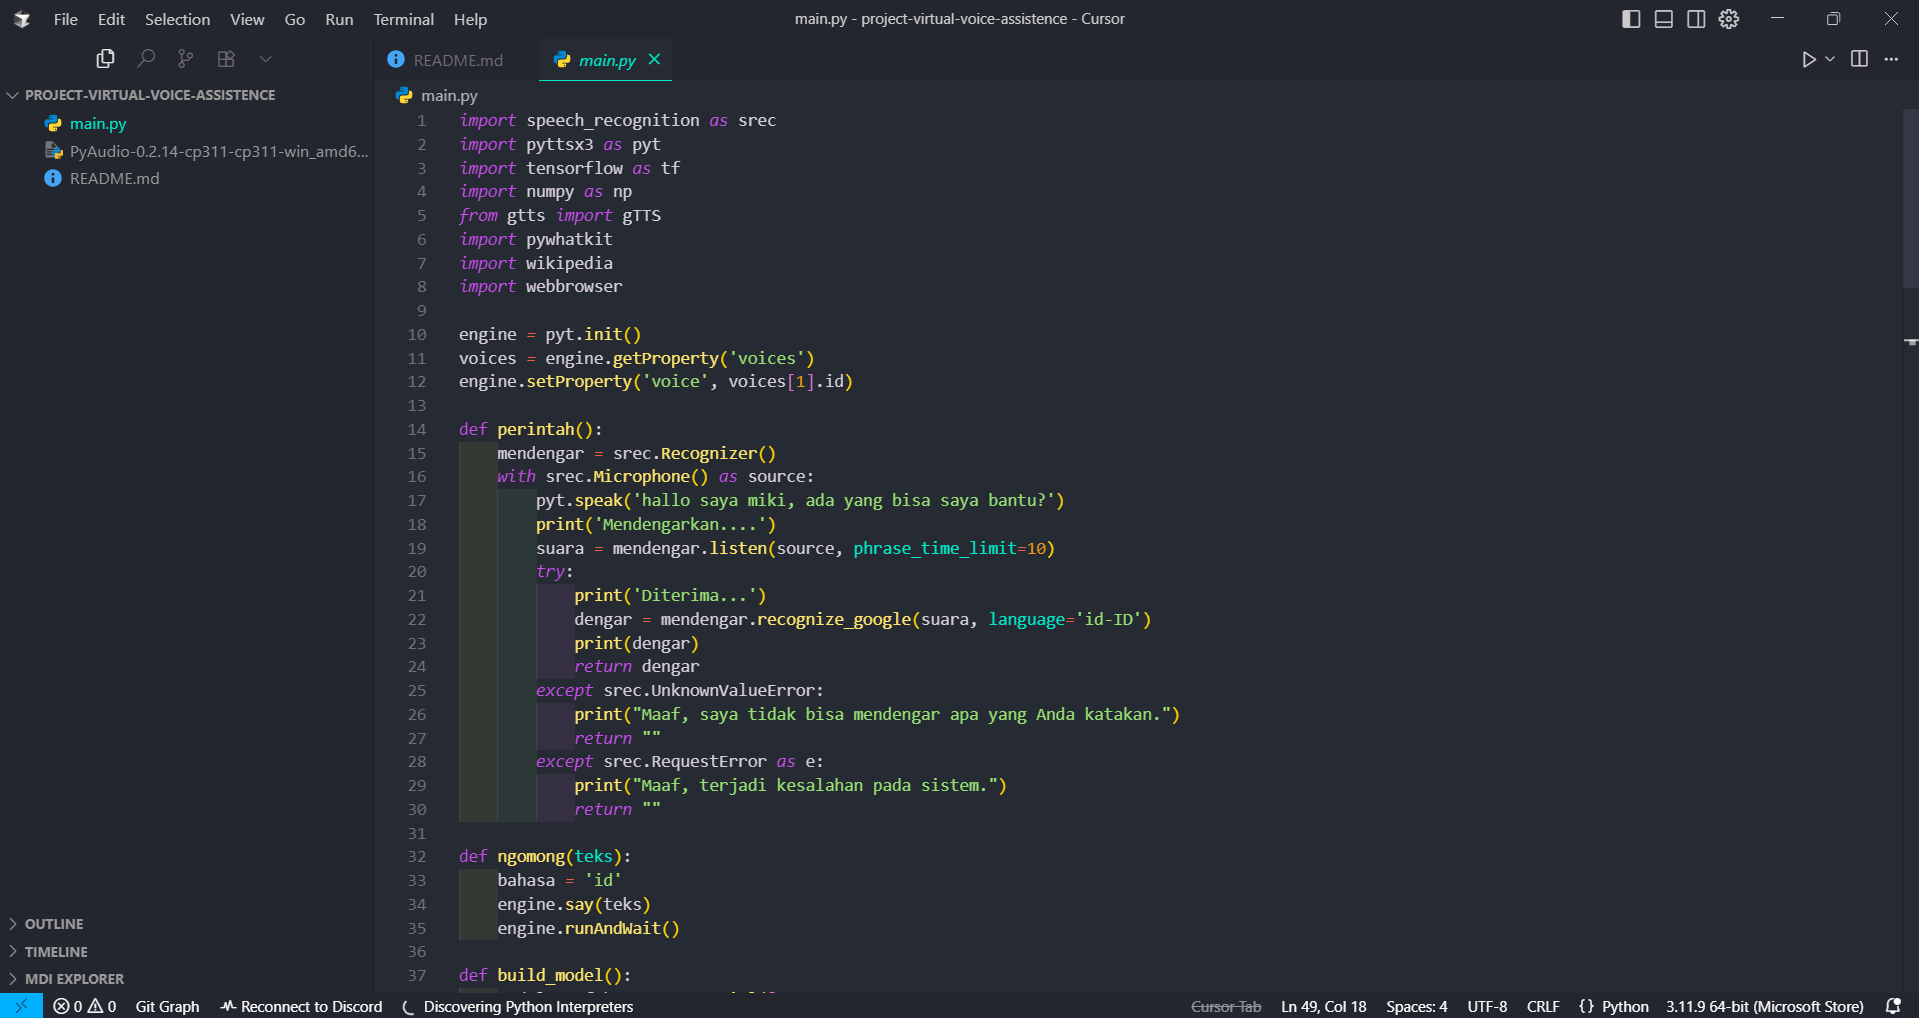 File Edit Selection View Go Run Terminal Help
main.py - project-virtual-voice-assistence - Cursor
README.md
main.py
PROJECT-VIRTUAL-VOICE-ASSISTENCE
main.py
PyAudio-0.2.14-cp311-cp311-win_amd6...
README.md
OUTLINE
TIMELINE
MDI EXPLORER
main.py
1 import speech_recognition as srec
2 import pyttsx3 as pyt
3 import tensorflow as tf
4 import numpy as np
5 from gtts import gTTS
6 import pywhatkit
7 import wikipedia
8 import webbrowser
9
10 engine = pyt.init()
11 voices = engine.getProperty('voices')
12 engine.setProperty('voice', voices[1].id)
13
14 def perintah():
15     mendengar = srec.Recognizer()
16     with srec.Microphone() as source:
17         pyt.speak('hallo saya miki, ada yang bisa saya bantu?')
18         print('Mendengarkan....')
19         suara = mendengar.listen(source, phrase_time_limit=10)
20         try:
21             print('Diterima...')
22             dengar = mendengar.recognize_google(suara, language='id-ID')
23             print(dengar)
24             return dengar
25         except srec.UnknownValueError:
26             print("Maaf, saya tidak bisa mendengar apa yang Anda katakan.")
27             return ""
28         except srec.RequestError as e:
29             print("Maaf, terjadi kesalahan pada sistem.")
30             return ""
31
32 def ngomong(teks):
33     bahasa = 'id'
34     engine.say(teks)
35     engine.runAndWait()
36
37 def build_model():
0 0 Git Graph Reconnect to Discord Discovering Python Interpreters
Cursor Tab Ln 49, Col 18 Spaces: 4 UTF-8 CRLF {} Python 3.11.9 64-bit (Microsoft Store)